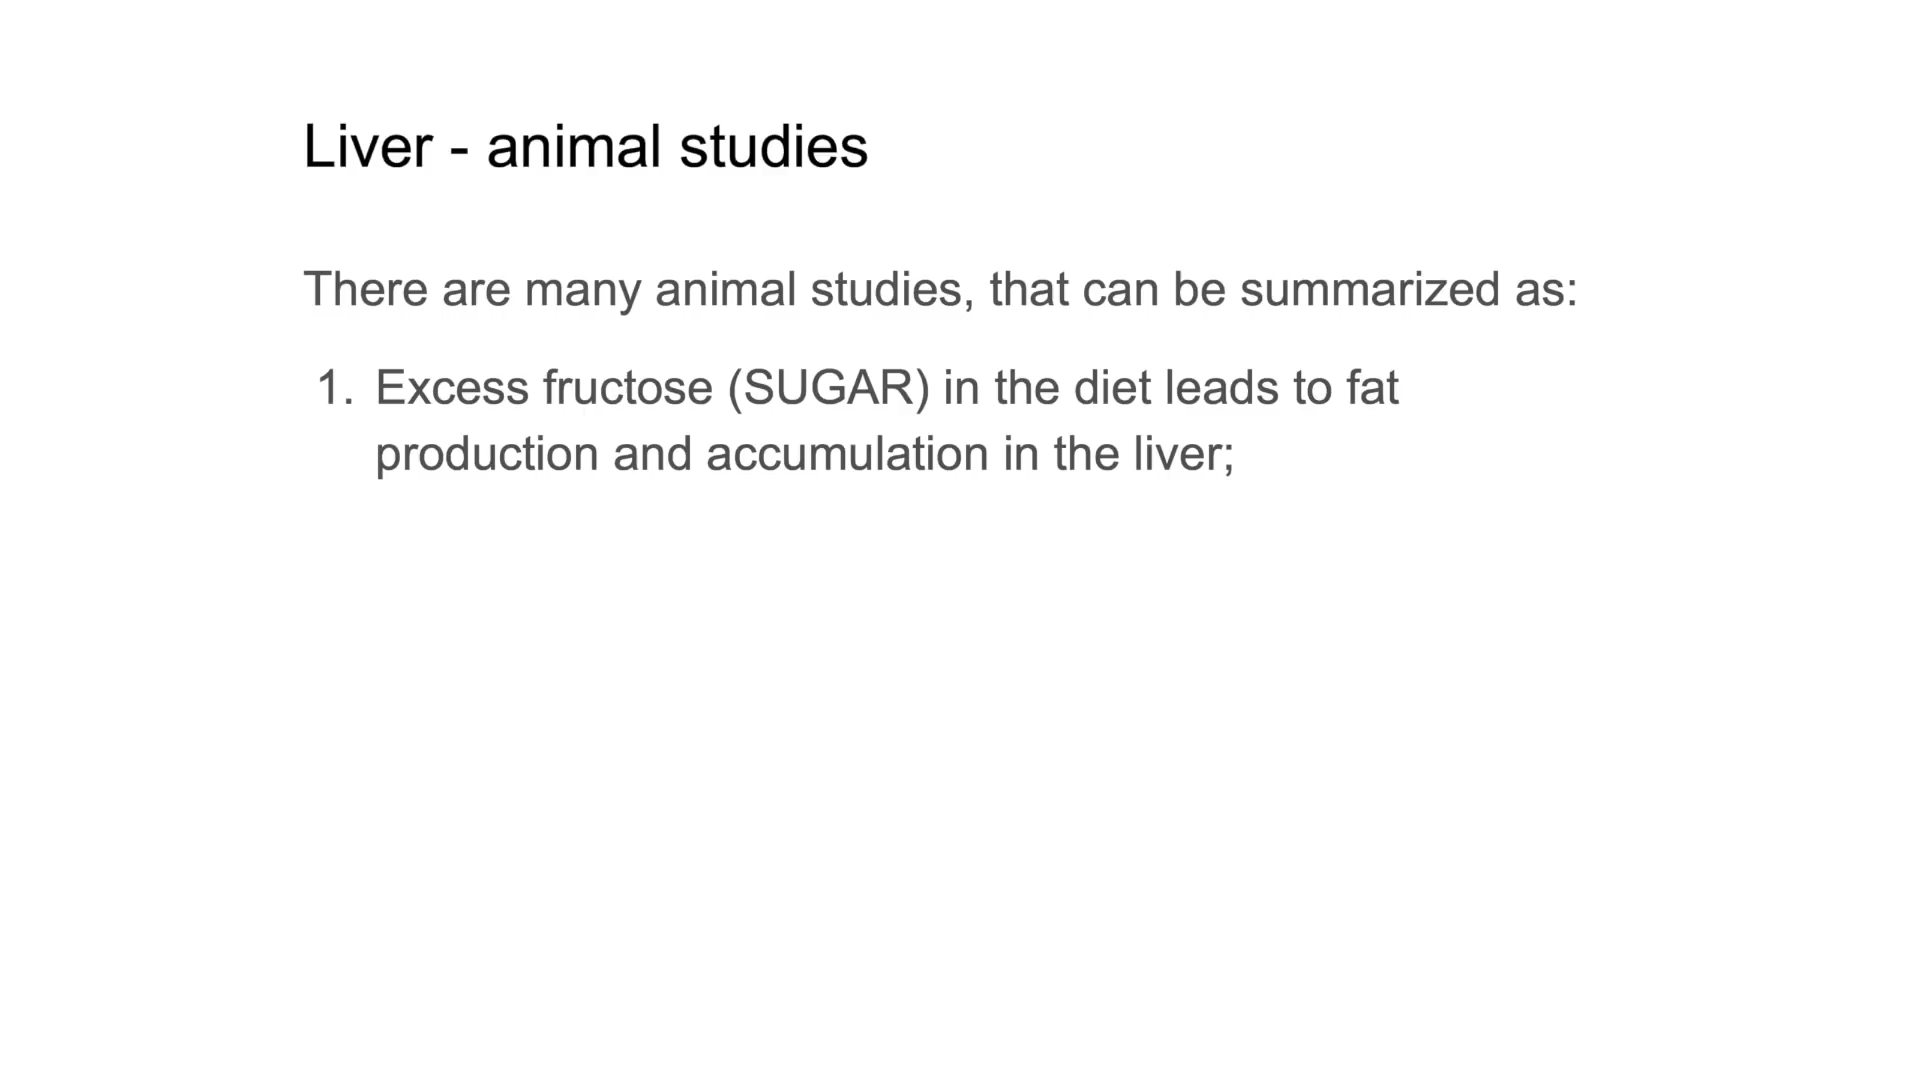 Liver - animal studies
There are many animal studies, that can be summarized as:
1. Excess fructose (SUGAR) in the diet leads to fat
production and accumulation in the liver;